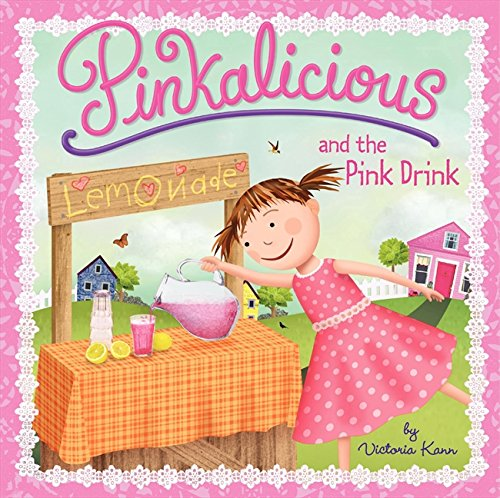 Pinkalicious
and the
Pink Drink
Lemonade
by
Victoria Kann